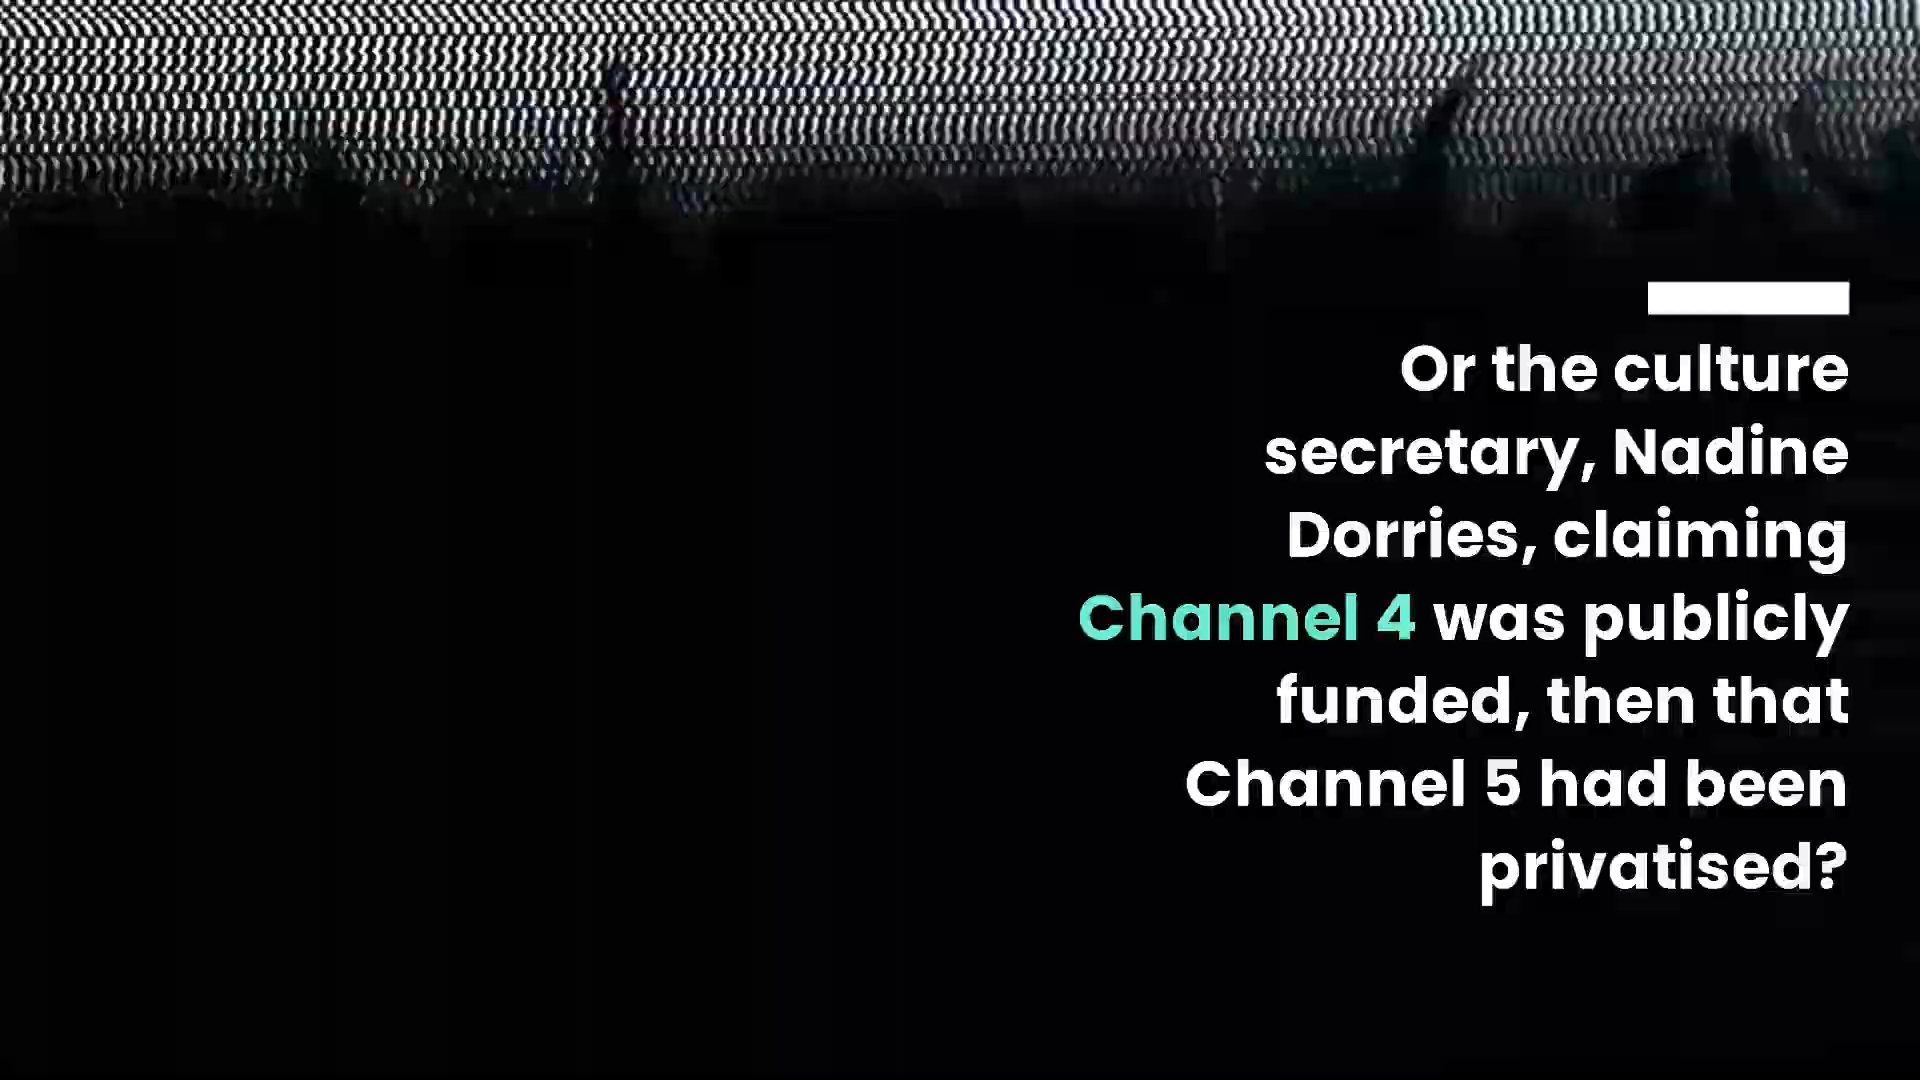 Or the culture
secretary, Nadine
Dorries, claiming
Channel 4 was publicly
funded, then that
Channel 5 had been
privatised?